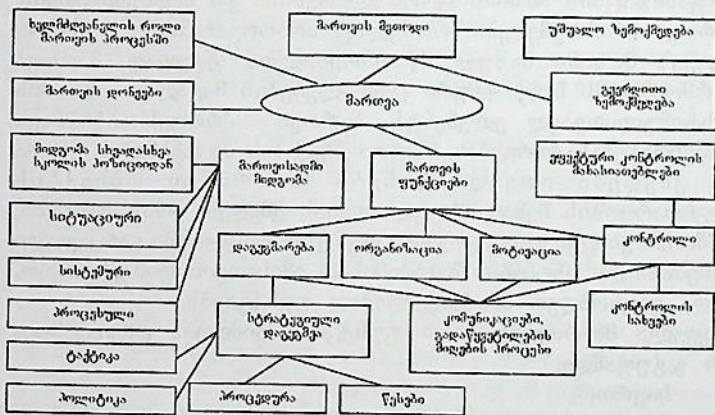 ხელმძღვანელის როლი
მართვის პროცესში
მართვის მეთოდი
უშუალო ზემოქმედება
მართვის დონეები
მართვა
გვერდითი
ზემოქმედება
მიდგომა სხვადასხვა
სკოლის პოზიციიდან
მართვისადმი
მიდგომა
მართვის
ფუნქციები
ეფექტური კონტროლის
მახასიათებლები
სიტუაციური
დაგეგმარება
ორგანიზაცია
მოტივაცია
კონტროლი
სისტემური
პროცესული
სტრატეგიული
დაგეგმვა
კომუნიკაციები,
გადაწყვეტილების
მიღების პროცესი
კონტროლის
სახეები
ტაქტიკა
პოლიტიკა
პროცედურა
წესები